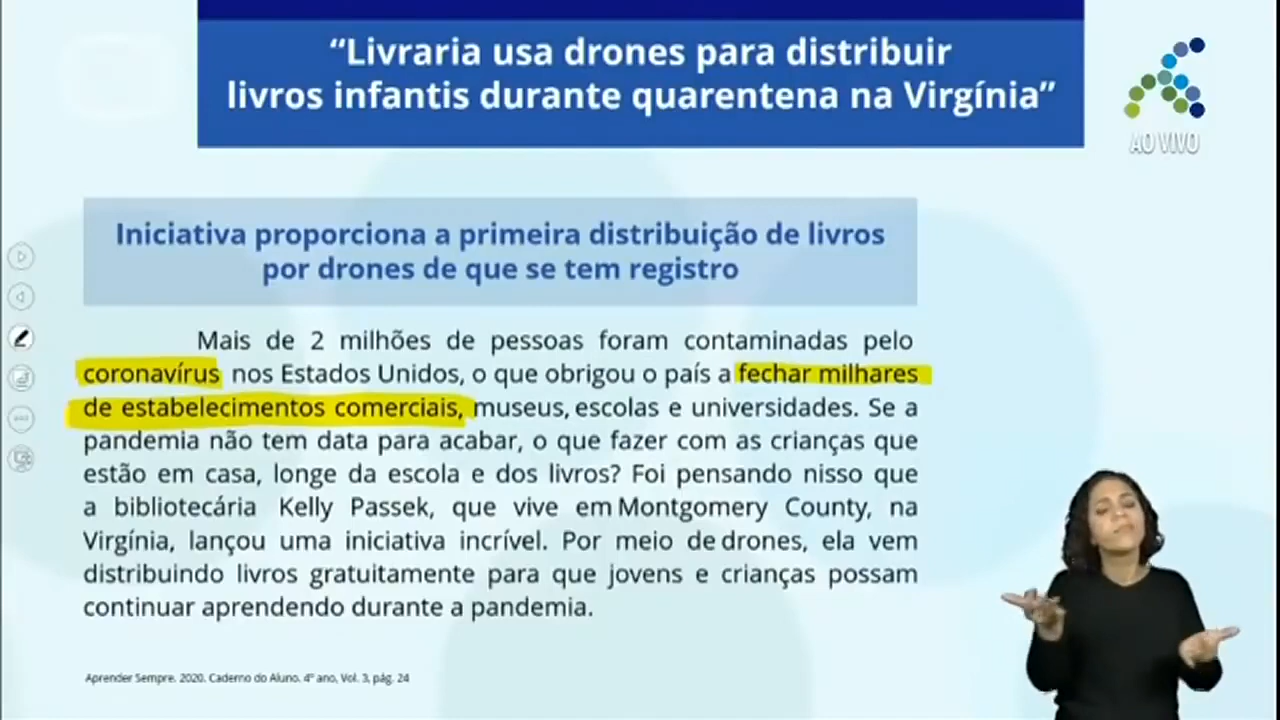 “Livraria usa drones para distribuir
livros infantis durante quarentena na Virgínia”
AO VIVO
Iniciativa proporciona a primeira distribuição de livros
por drones de que se tem registro
Mais de 2 milhões de pessoas foram contaminadas pelo
coronavírus nos Estados Unidos, o que obrigou o país a fechar milhares
de estabelecimentos comerciais, museus, escolas e universidades. Se a
pandemia não tem data para acabar, o que fazer com as crianças que
estão em casa, longe da escola e dos livros? Foi pensando nisso que
a bibliotecária Kelly Passek, que vive em Montgomery County, na
Virgínia, lançou uma iniciativa incrível. Por meio de drones, ela vem
distribuindo livros gratuitamente para que jovens e crianças possam
continuar aprendendo durante a pandemia.
Aprender Sempre. 2020. Caderno do Aluno. 4º ano, Vol. 3, pág. 24